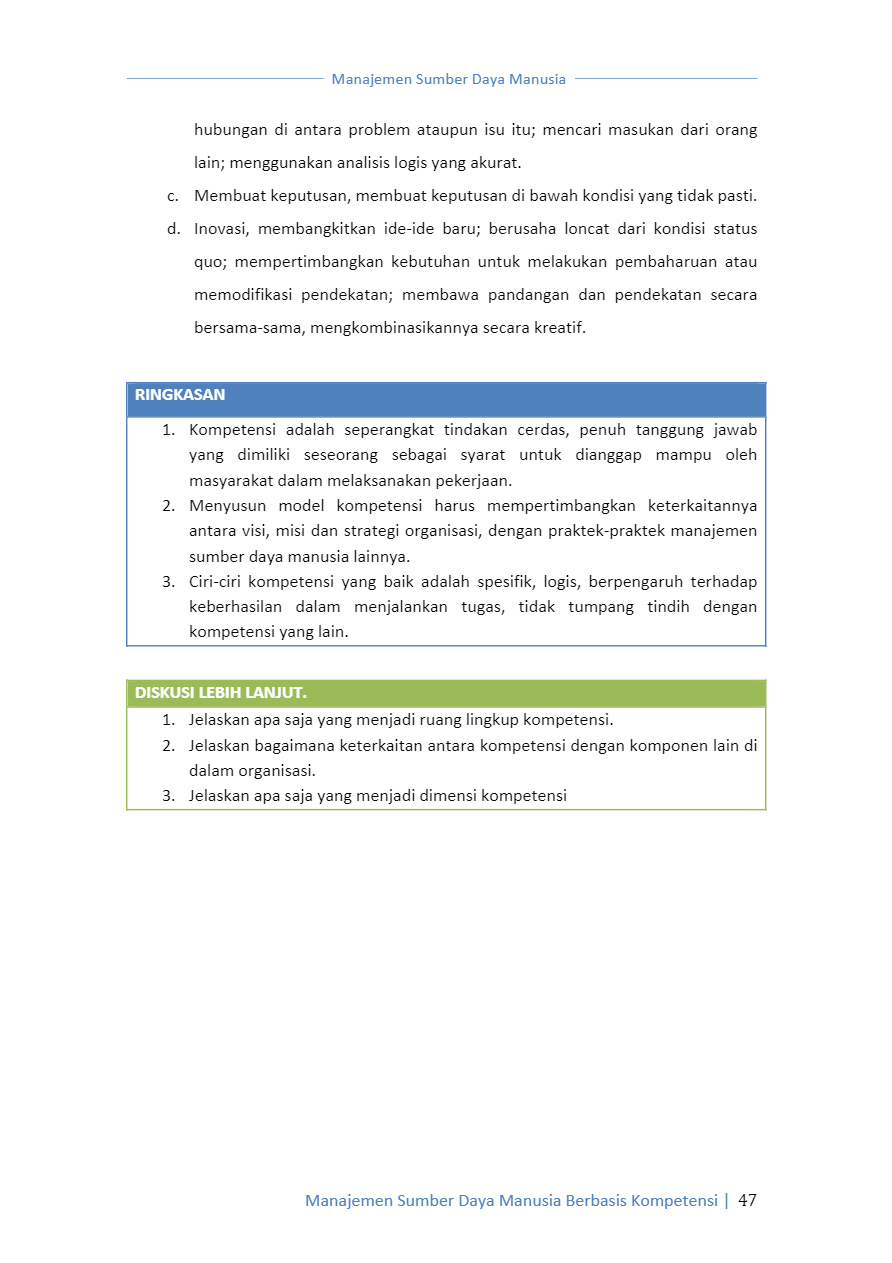 Manajemen Sumber Daya Manusia
hubungan di antara problem ataupun isu itu; mencari masukan dari orang
lain; menggunakan analisis logis yang akurat.
c. Membuat keputusan, membuat keputusan di bawah kondisi yang tidak pasti.
d. Inovasi, membangkitkan ide-ide baru; berusaha loncat dari kondisi status
quo; mempertimbangkan kebutuhan untuk melakukan pembaharuan atau
memodifikasi pendekatan; membawa pandangan dan pendekatan secara
bersama-sama, mengkombinasikannya secara kreatif.
RINGKASAN
1. Kompetensi adalah seperangkat tindakan cerdas, penuh tanggung jawab
yang dimiliki seseorang sebagai syarat untuk dianggap mampu oleh
masyarakat dalam melaksanakan pekerjaan.
2. Menyusun model kompetensi harus mempertimbangkan keterkaitannya
antara visi, misi dan strategi organisasi, dengan praktek-praktek manajemen
sumber daya manusia lainnya.
3. Ciri-ciri kompetensi yang baik adalah spesifik, logis, berpengaruh terhadap
keberhasilan dalam menjalankan tugas, tidak tumpang tindih dengan
kompetensi yang lain.
DISKUSI LEBIH LANJUT.
1. Jelaskan apa saja yang menjadi ruang lingkup kompetensi.
2. Jelaskan bagaimana keterkaitan antara kompetensi dengan komponen lain di
dalam organisasi.
3. Jelaskan apa saja yang menjadi dimensi kompetensi
Manajemen Sumber Daya Manusia Berbasis Kompetensi | 47